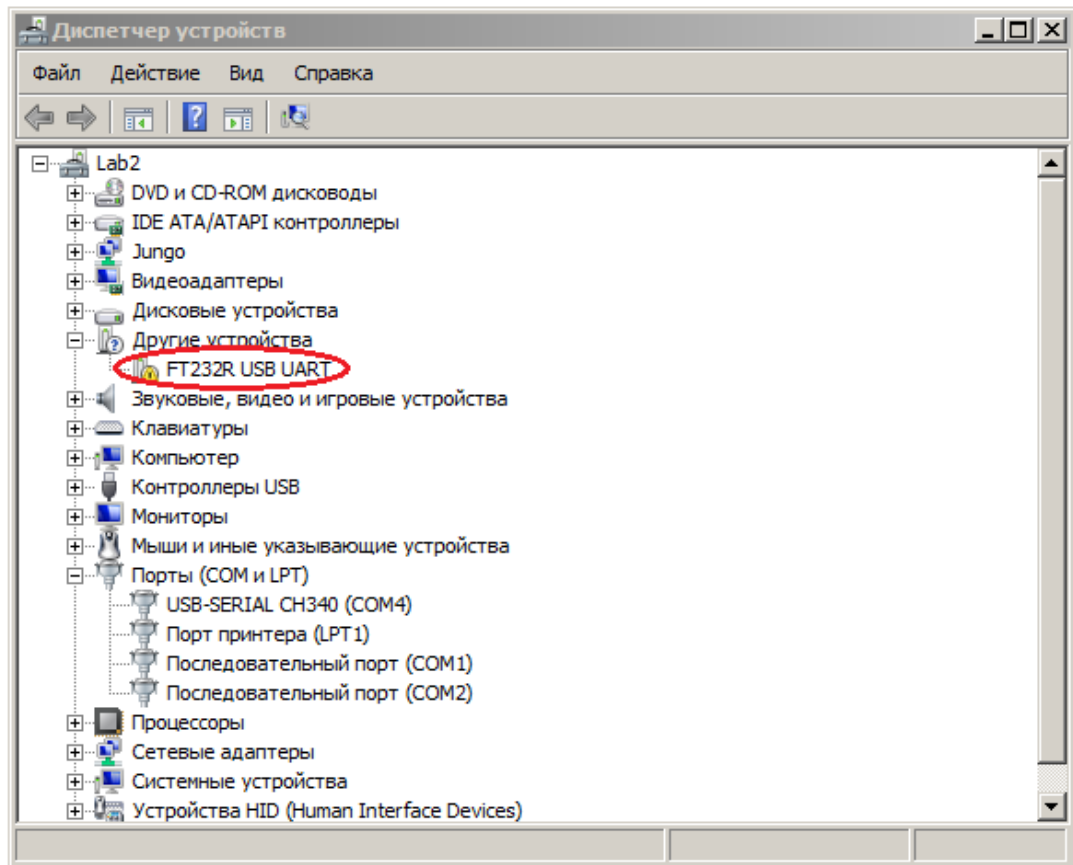 Диспетчер устройств
Файл Действие Вид Справка
Lab2
DVD и CD-ROM дисководы
IDE ATA/ATAPI контроллеры
Jungo
Видеоадаптеры
Дисковые устройства
Другие устройства
FT232R USB UART
Звуковые, видео и игровые устройства
Клавиатуры
Компьютер
Контроллеры USB
Мониторы
Мыши и иные указывающие устройства
Порты (COM и LPT)
USB-SERIAL CH340 (COM4)
Порт принтера (LPT1)
Последовательный порт (COM1)
Последовательный порт (COM2)
Процессоры
Сетевые адаптеры
Системные устройства
Устройства HID (Human Interface Devices)